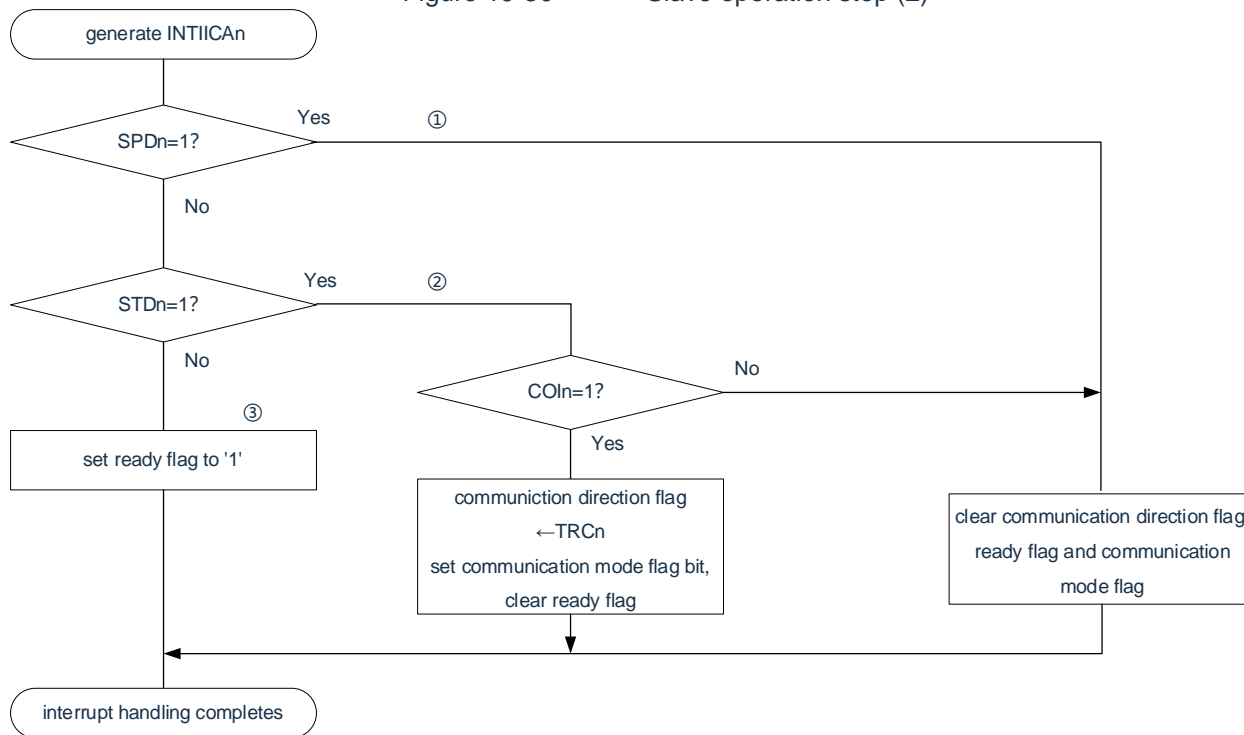 generate INTIICAn
Yes
①
SPDn=1?
No
Yes
②
STDn=1?
No
COIn=1?
No
③
Yes
set ready flag to '1'
communiction direction flag
←TRCn
set communication mode flag bit,
clear ready flag
clear communication direction flag
ready flag and communication
mode flag
interrupt handling completes